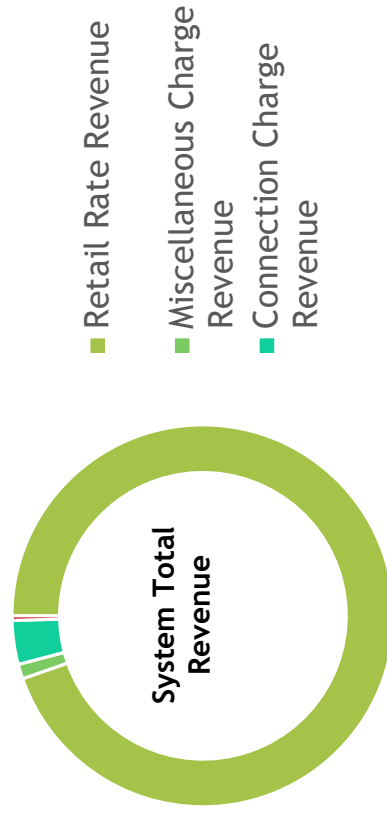 System Total
Revenue
Retail Rate Revenue
Miscellaneous Charge
Revenue
Connection Charge
Revenue